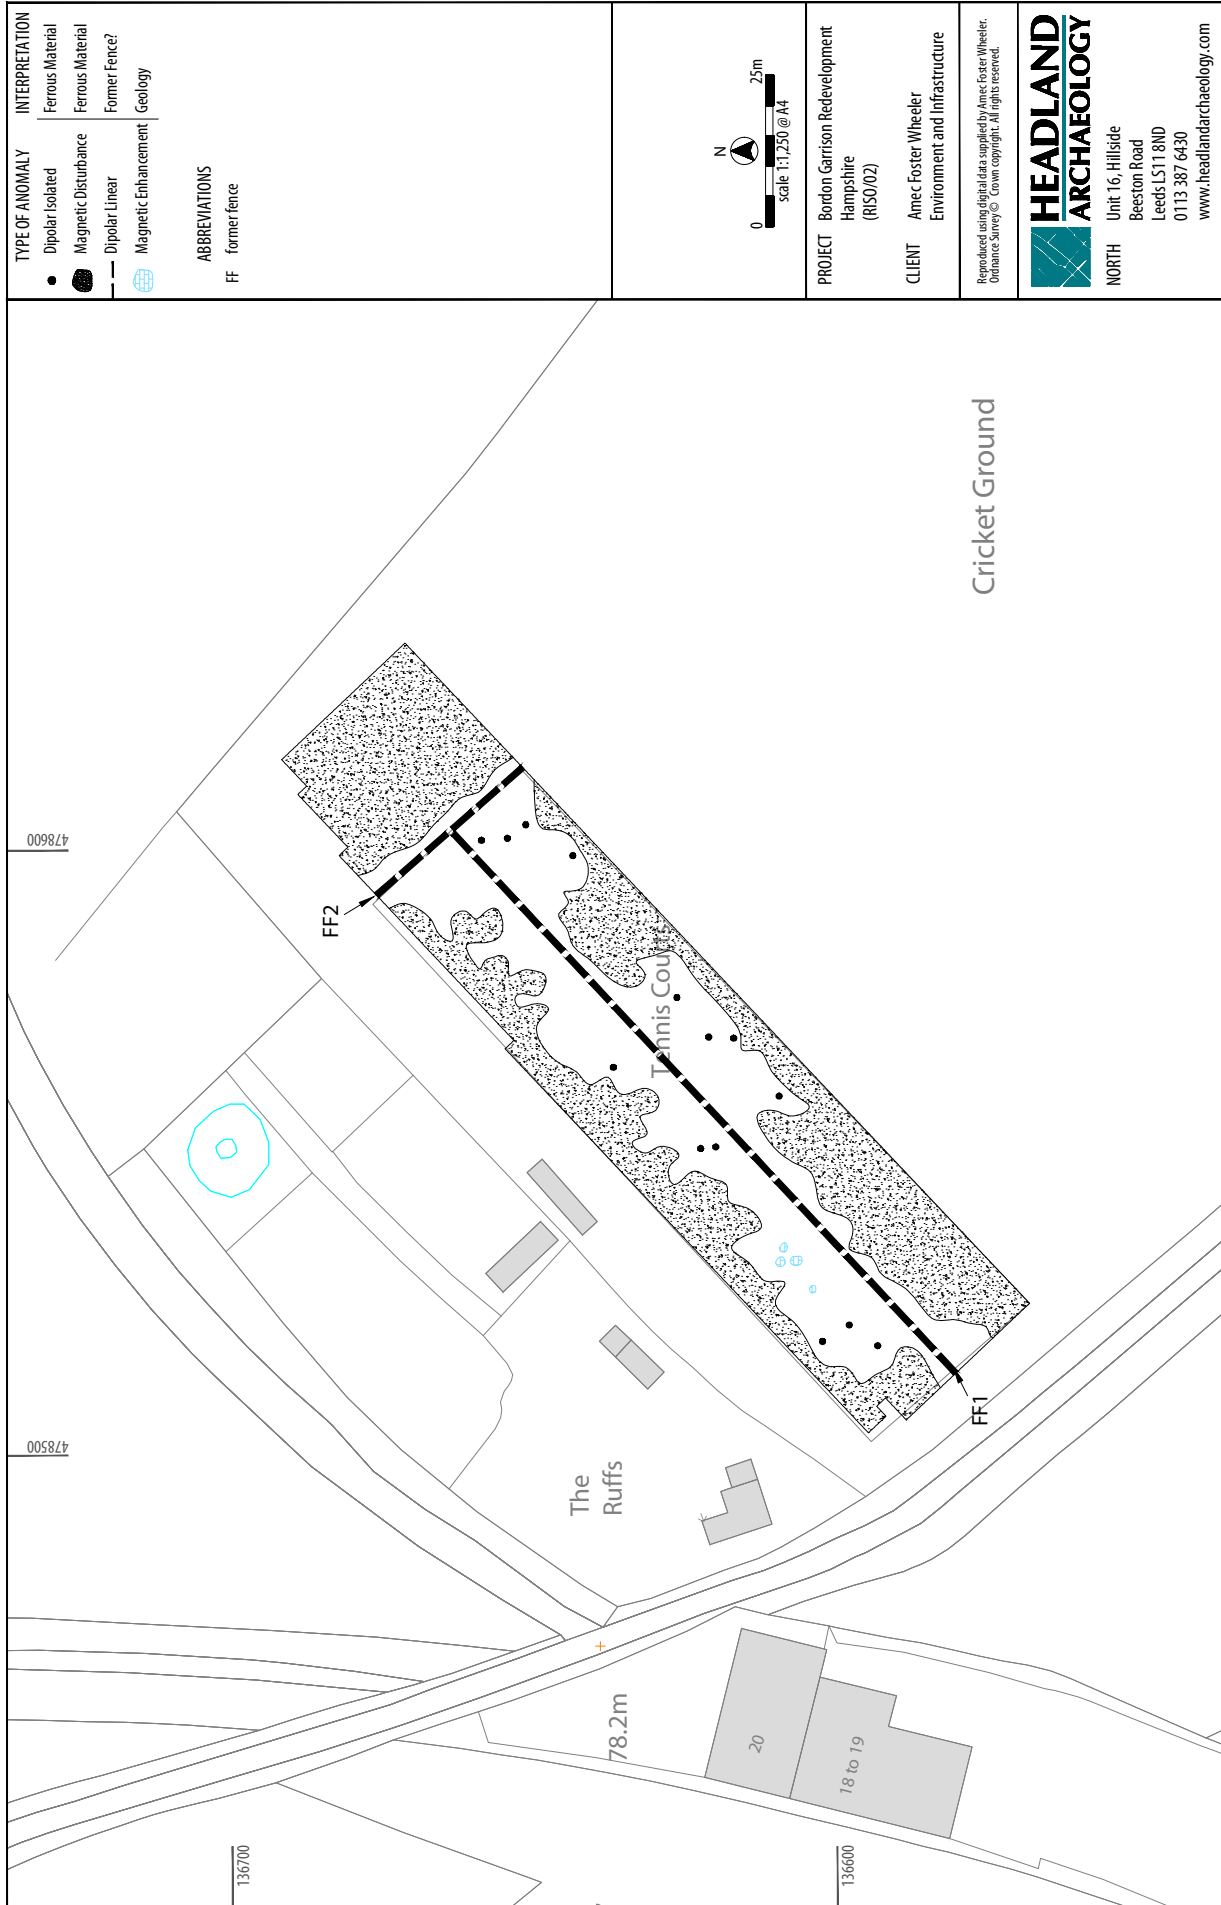 TYPE OF ANOMALY INTERPRETATION
Dipolar Isolated Ferrous Material
Magnetic Disturbance Ferrous Material
Dipolar Linear Former Fence?
Magnetic Enhancement Geology
ABBREVIATIONS
FF former fence
N
0 25m
scale 1:1,250 @ A4
PROJECT Bordon Garrison Redevelopment
Hampshire
(RISO/02)
CLIENT Amec Foster Wheeler
Environment and Infrastructure
Reproduced using digital data supplied by Amec Foster Wheeler.
Ordnance Survey © Crown copyright. All rights reserved.
HEADLAND
ARCHAEOLOGY
NORTH Unit 16, Hillside
Beeston Road
Leeds LS11 8ND
0113 387 6430
www.headlandarchaeology.com
478600
478500
136700
136600
FF2
FF1
Tennis Courts
Cricket Ground
The
Ruffs
78.2m
20
18 to 19